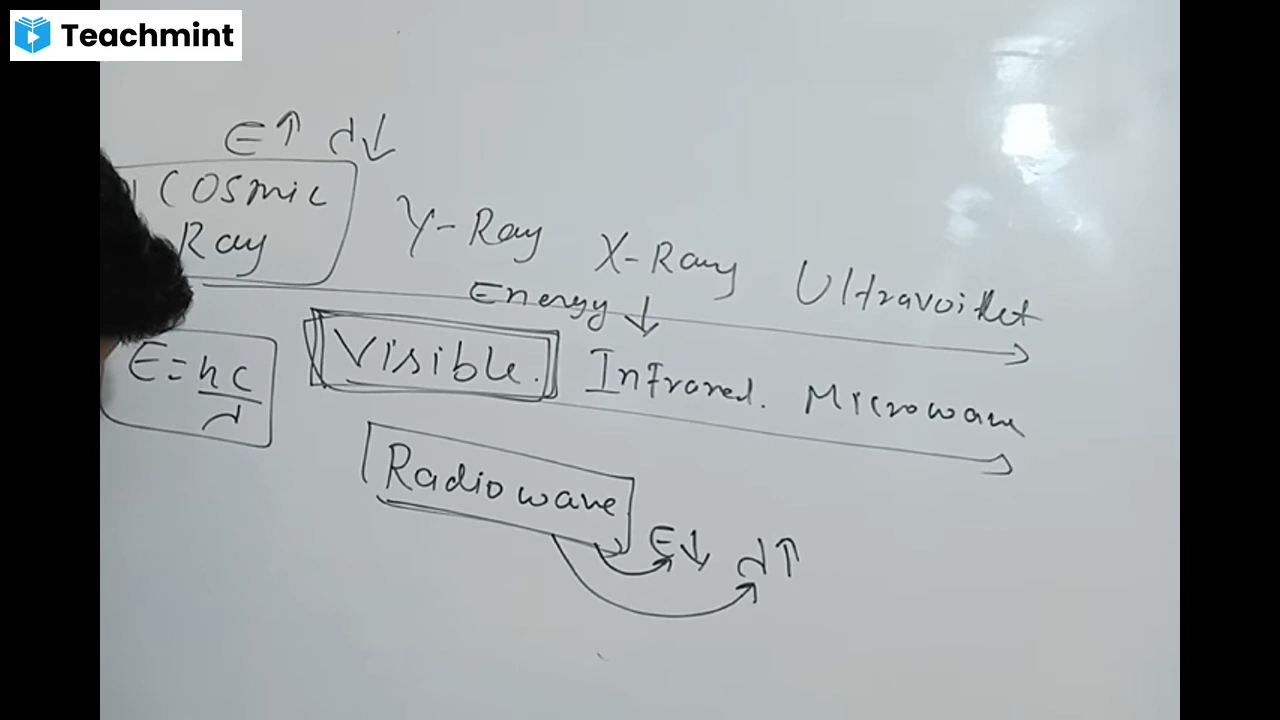 Teachmint
E↑ λ↓
Cosmic γ-Ray X-Ray Ultravoilet
Ray
Energy ↓
E = hc/λ Visible. Infrared. Microwave
Radiowave
E↓ λ↑